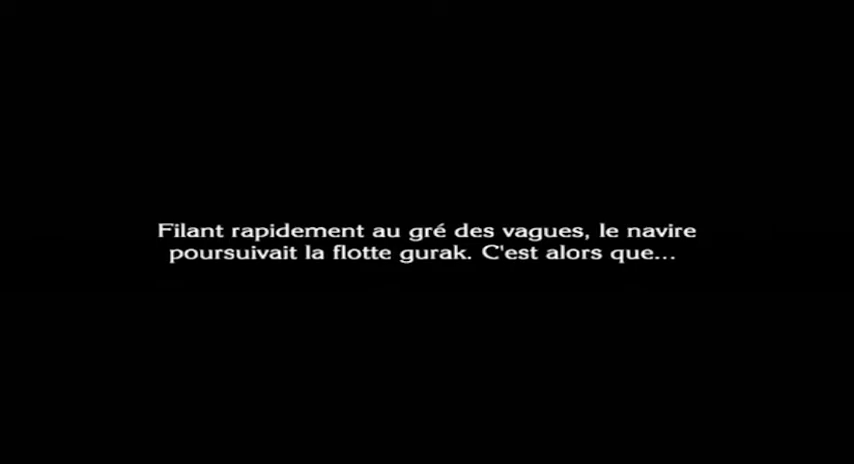 Filant rapidement au gré des vagues, le navire
poursuivait la flotte gurak. C'est alors que...